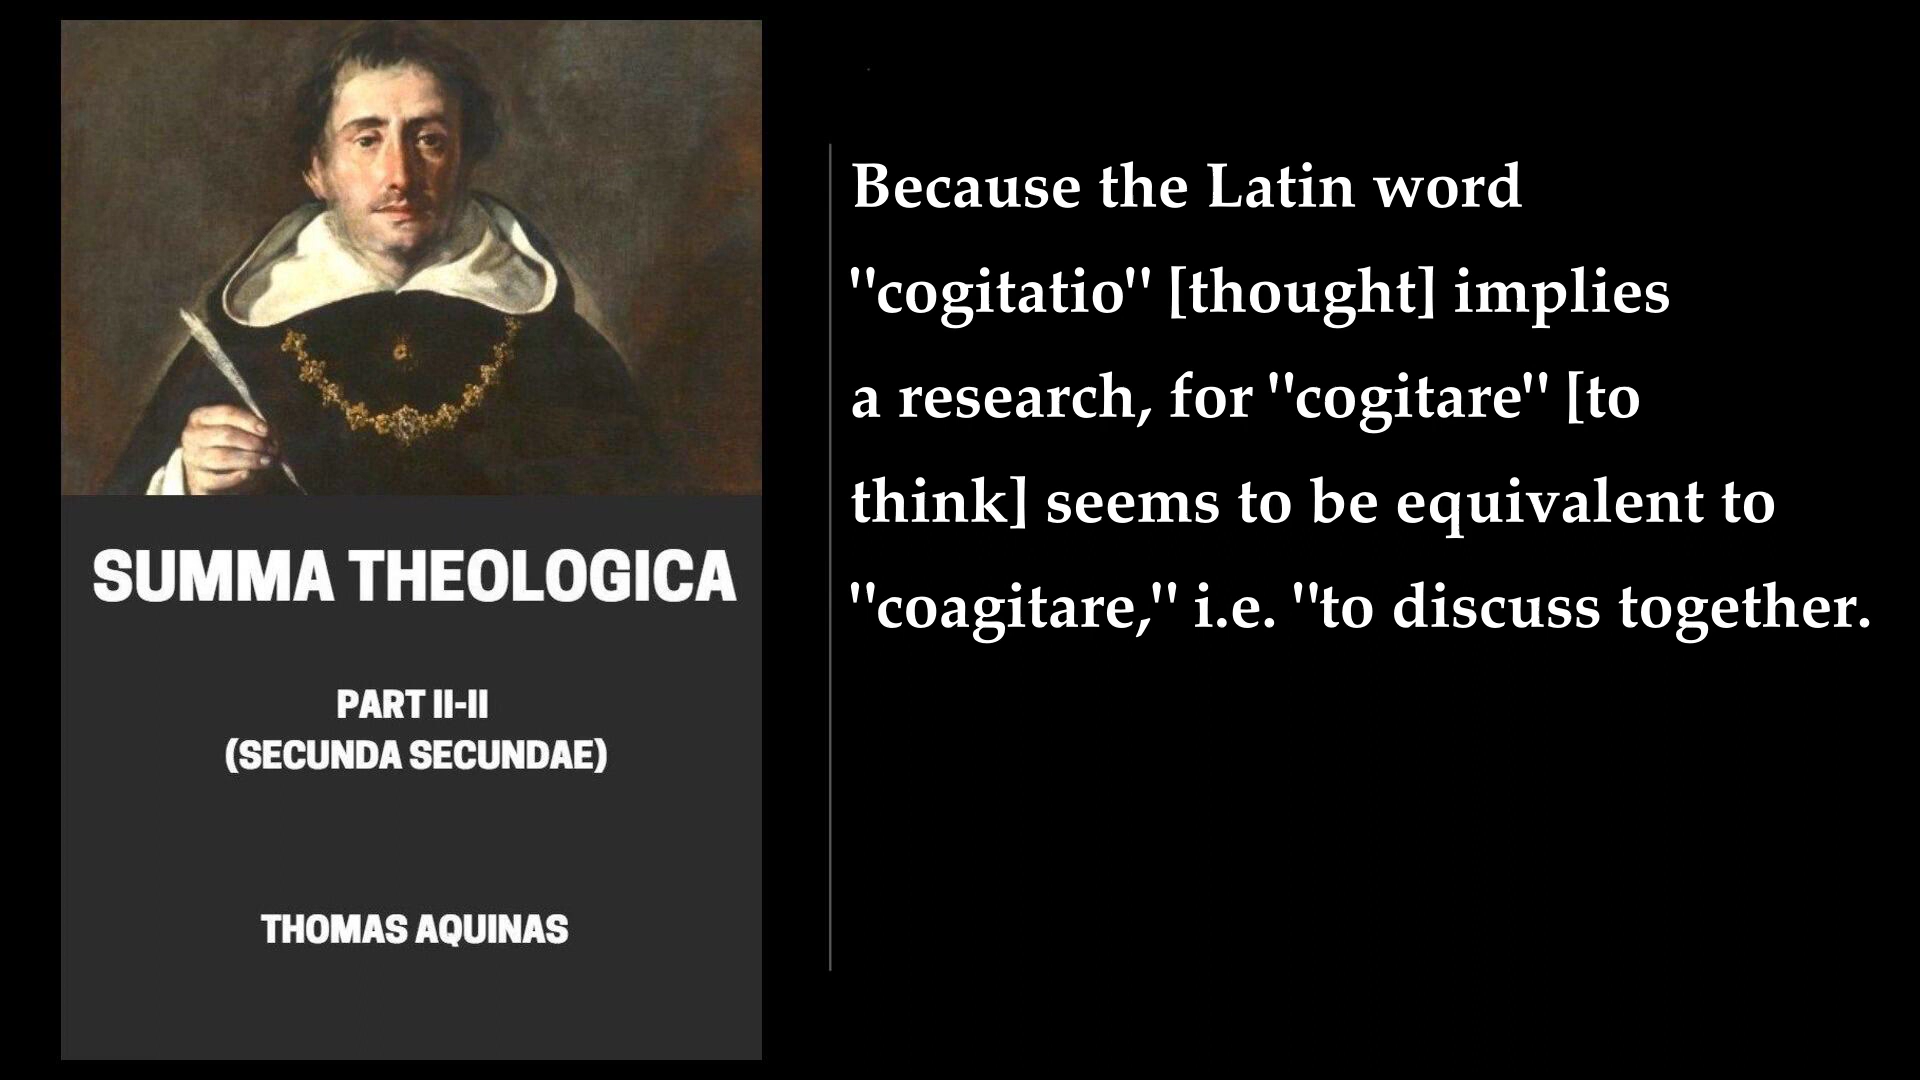 SUMMA THEOLOGICA
PART II-II
(SECUNDA SECUNDAE)
THOMAS AQUINAS
Because the Latin word
"cogitatio" [thought] implies
a research, for "cogitare" [to
think] seems to be equivalent to
"coagitare," i.e. "to discuss together.